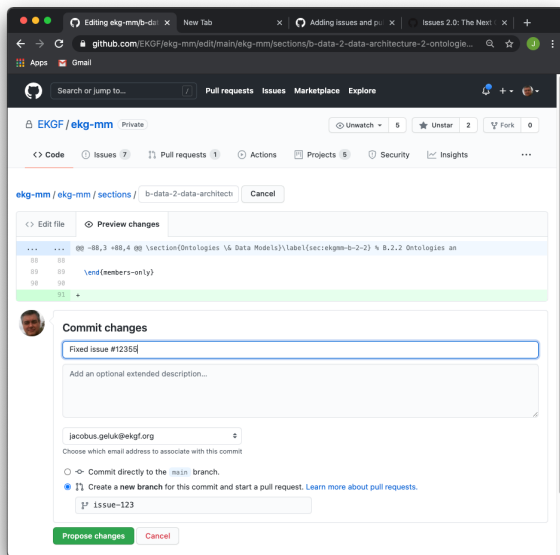 Editing ekg-mm/b-dat
New Tab
Adding issues and pu
Issues 2.0: The Next
github.com/EKGF/ekg-mm/edit/main/ekg-mm/sections/b-data-2-data-architecture-2-ontologie...
J
Apps
Gmail
Search or jump to...
/
Pull requests Issues Marketplace Explore
EKGF / ekg-mm Private
Unwatch 5
Unstar 2
Fork 0
<> Code
Issues 7
Pull requests 1
Actions
Projects 5
Security
Insights
...
ekg-mm / ekg-mm / sections / b-data-2-data-architectu Cancel
<> Edit file
Preview changes
... ... @@ -88,3 +88,4 @@ \section{Ontologies \& Data Models}\label{sec:ekgmm-b-2-2} % B.2.2 Ontologies an
88 88
89 89 \end{members-only}
90 90
91 +
Commit changes
Fixed issue #12355
Add an optional extended description...
jacobus.geluk@ekgf.org
Choose which email address to associate with this commit
Commit directly to the main branch.
Create a new branch for this commit and start a pull request. Learn more about pull requests.
issue-123
Propose changes
Cancel